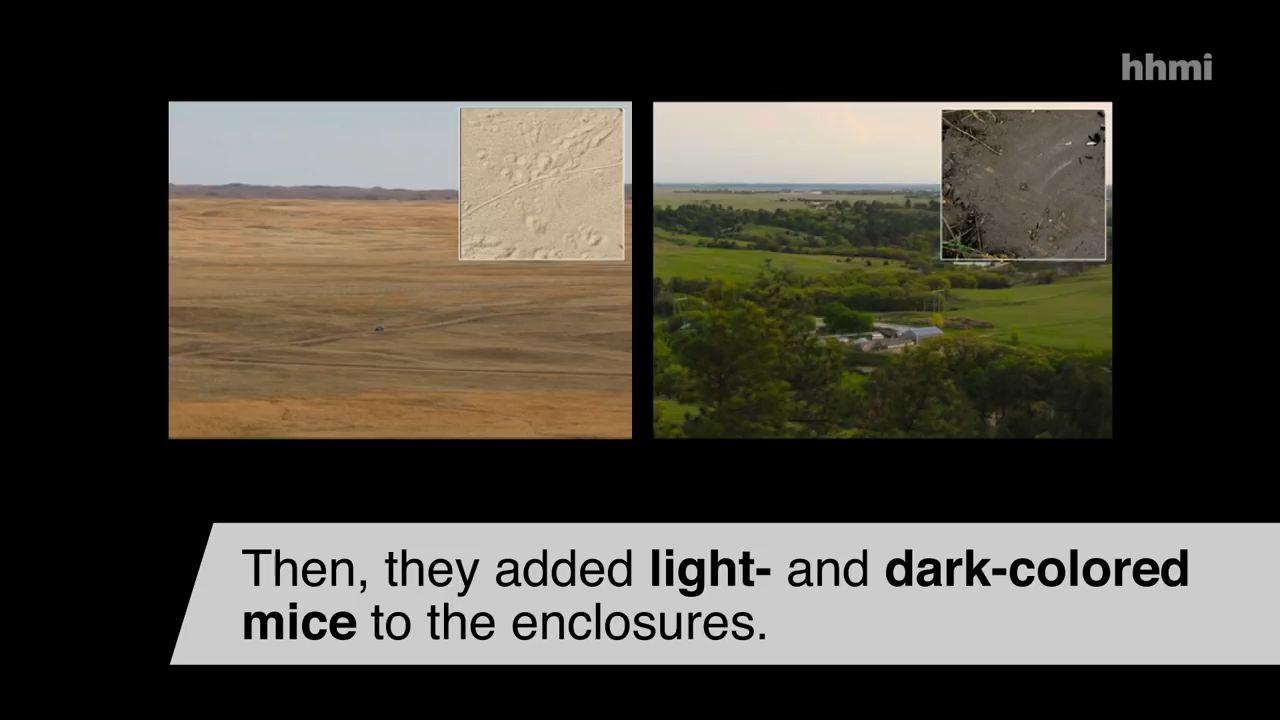 hhmi
Then, they added light- and dark-colored
mice to the enclosures.